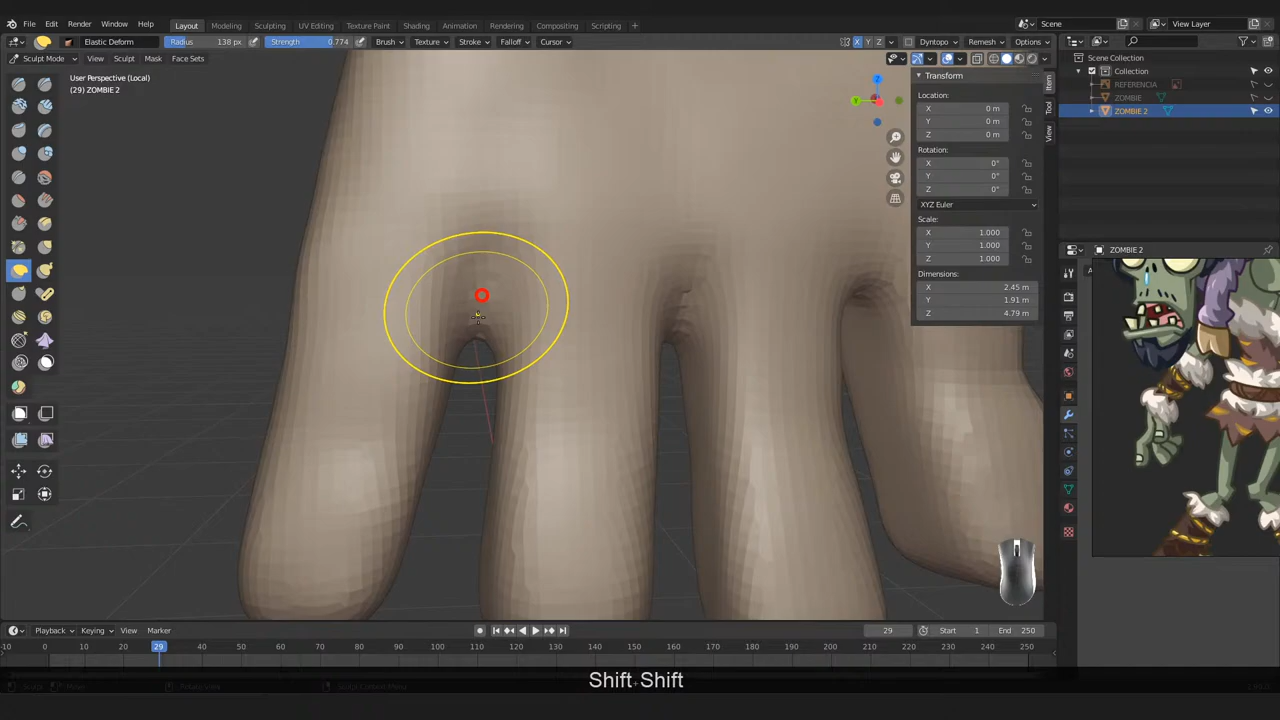 File Edit Render Window Help Layout Modeling Sculpting UV Editing Texture Paint Shading Animation Rendering Compositing Scripting + Scene View Layer
Elastic Deform Radius 138 px Strength 0.774 Brush Texture Stroke Falloff Cursor X Y Z Dyntopo Remesh Options
Sculpt Mode View Sculpt Mask Face Sets
User Perspective (Local)
(29) ZOMBIE 2
Z
Y
Transform
Location:
X 0 m
Y 0 m
Z 0 m
Rotation:
X 0°
Y 0°
Z 0°
XYZ Euler
Scale:
X 1.000
Y 1.000
Z 1.000
Dimensions:
X 2.45 m
Y 1.91 m
Z 4.79 m
Item
Tool
View
Scene Collection
Collection
REFERENCIA
ZOMBIE
ZOMBIE 2
ZOMBIE 2
Playback Keying View Marker 29 Start 1 End 250
-10 0 10 20 29 40 50 60 70 80 90 100 110 120 130 140 150 160 170 180 190 200 210 220 230 240 250
Shift Shift